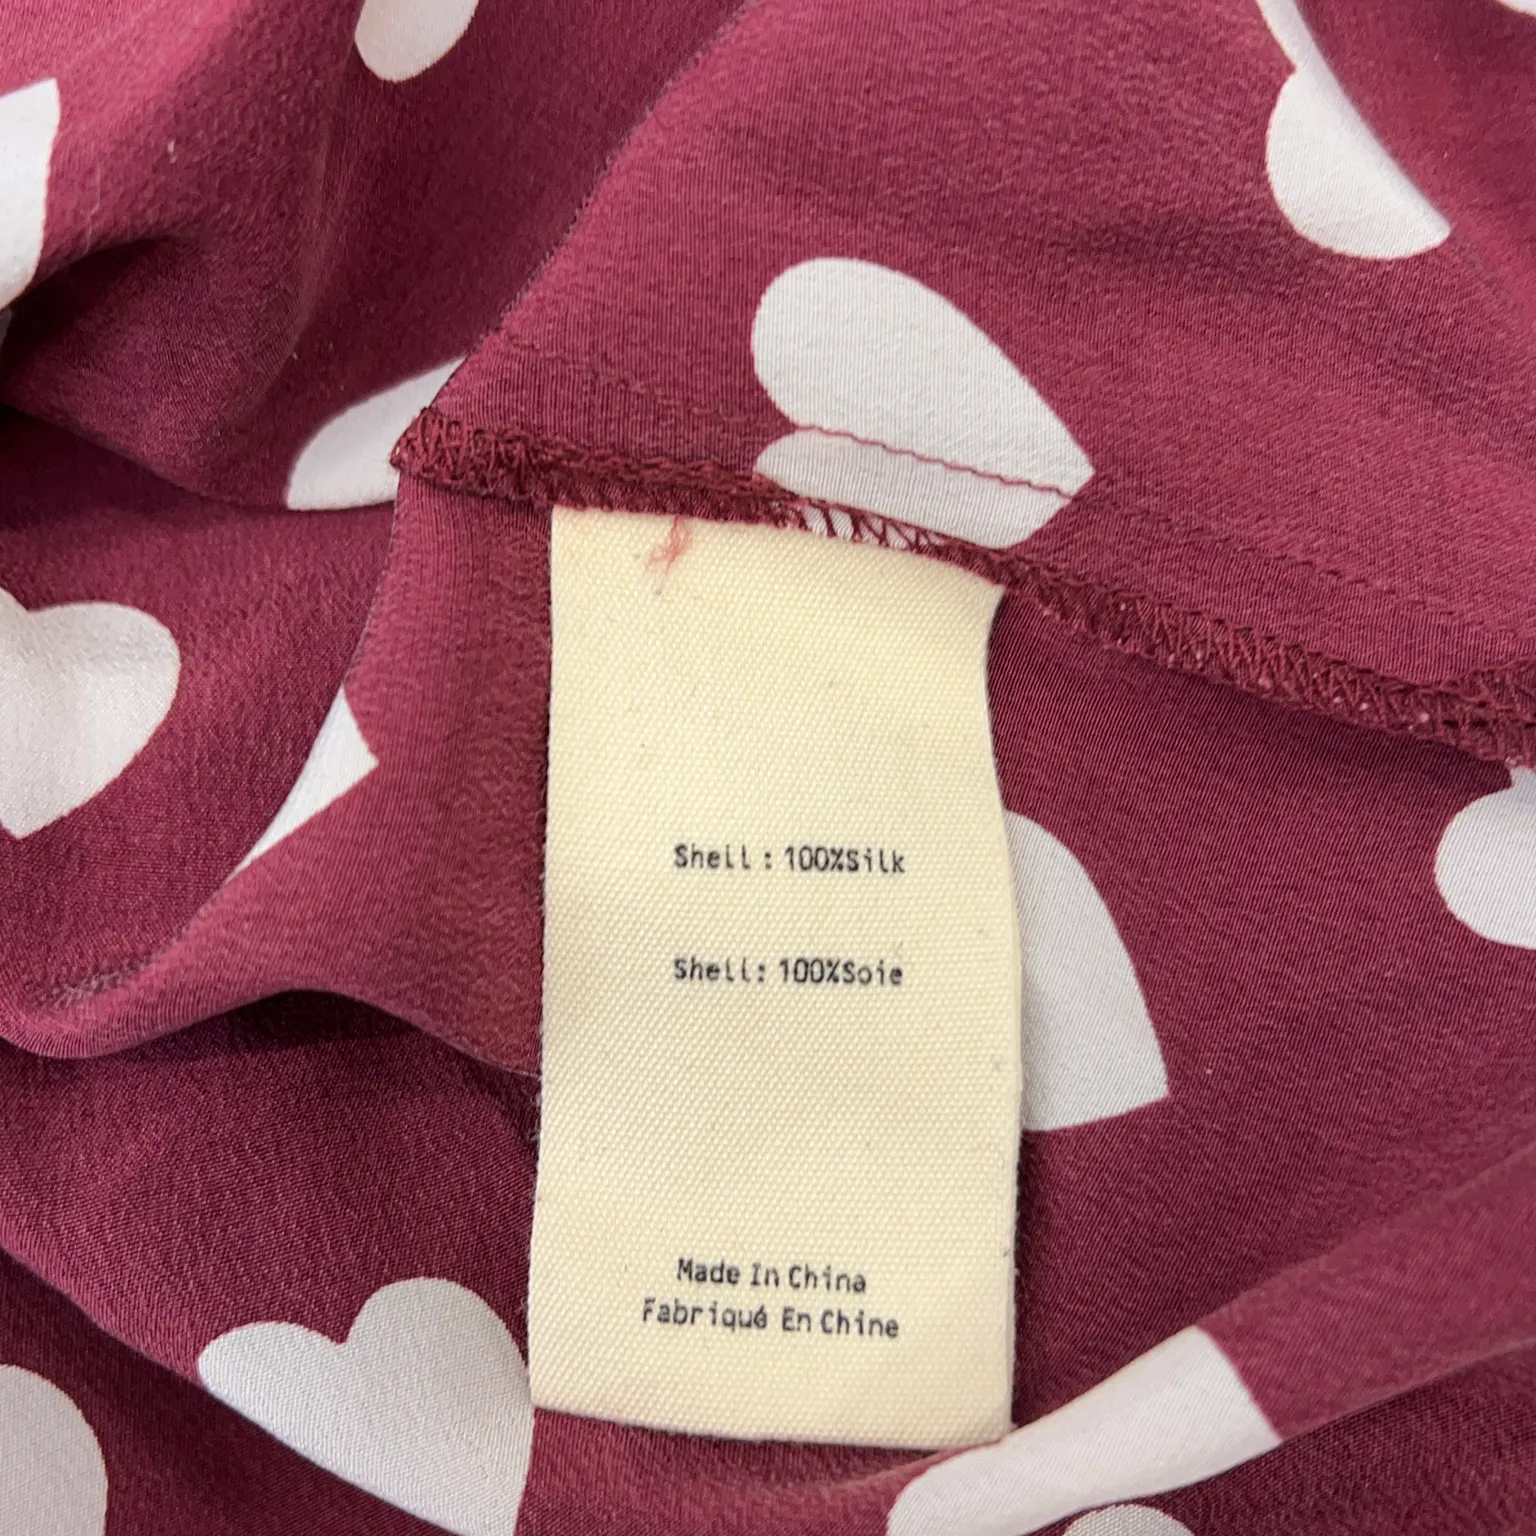 Shell : 100%Silk
Shell: 100%Soie
Made In China
Fabriqué En Chine